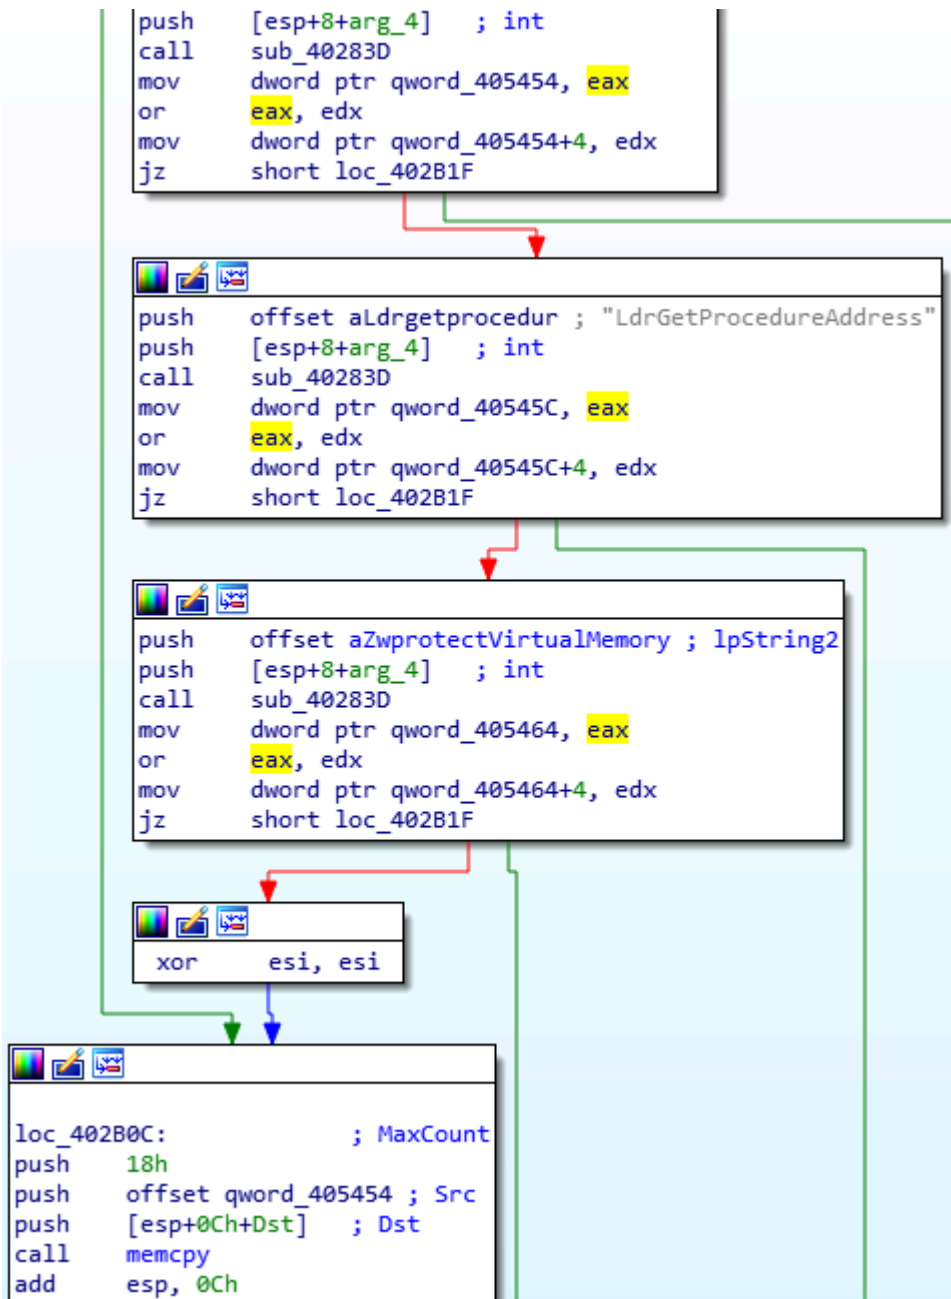 push [esp+8+arg_4] ; int
call sub_40283D
mov dword ptr qword_405454, eax
or eax, edx
mov dword ptr qword_405454+4, edx
jz short loc_402B1F
push offset aLdrgetprocedur ; "LdrGetProcedureAddress"
push [esp+8+arg_4] ; int
call sub_40283D
mov dword ptr qword_40545C, eax
or eax, edx
mov dword ptr qword_40545C+4, edx
jz short loc_402B1F
push offset aZwprotectVirtualMemory ; lpString2
push [esp+8+arg_4] ; int
call sub_40283D
mov dword ptr qword_405464, eax
or eax, edx
mov dword ptr qword_405464+4, edx
jz short loc_402B1F
xor esi, esi
loc_402B0C: ; MaxCount
push 18h
push offset qword_405454 ; Src
push [esp+0Ch+Dst] ; Dst
call memcpy
add esp, 0Ch